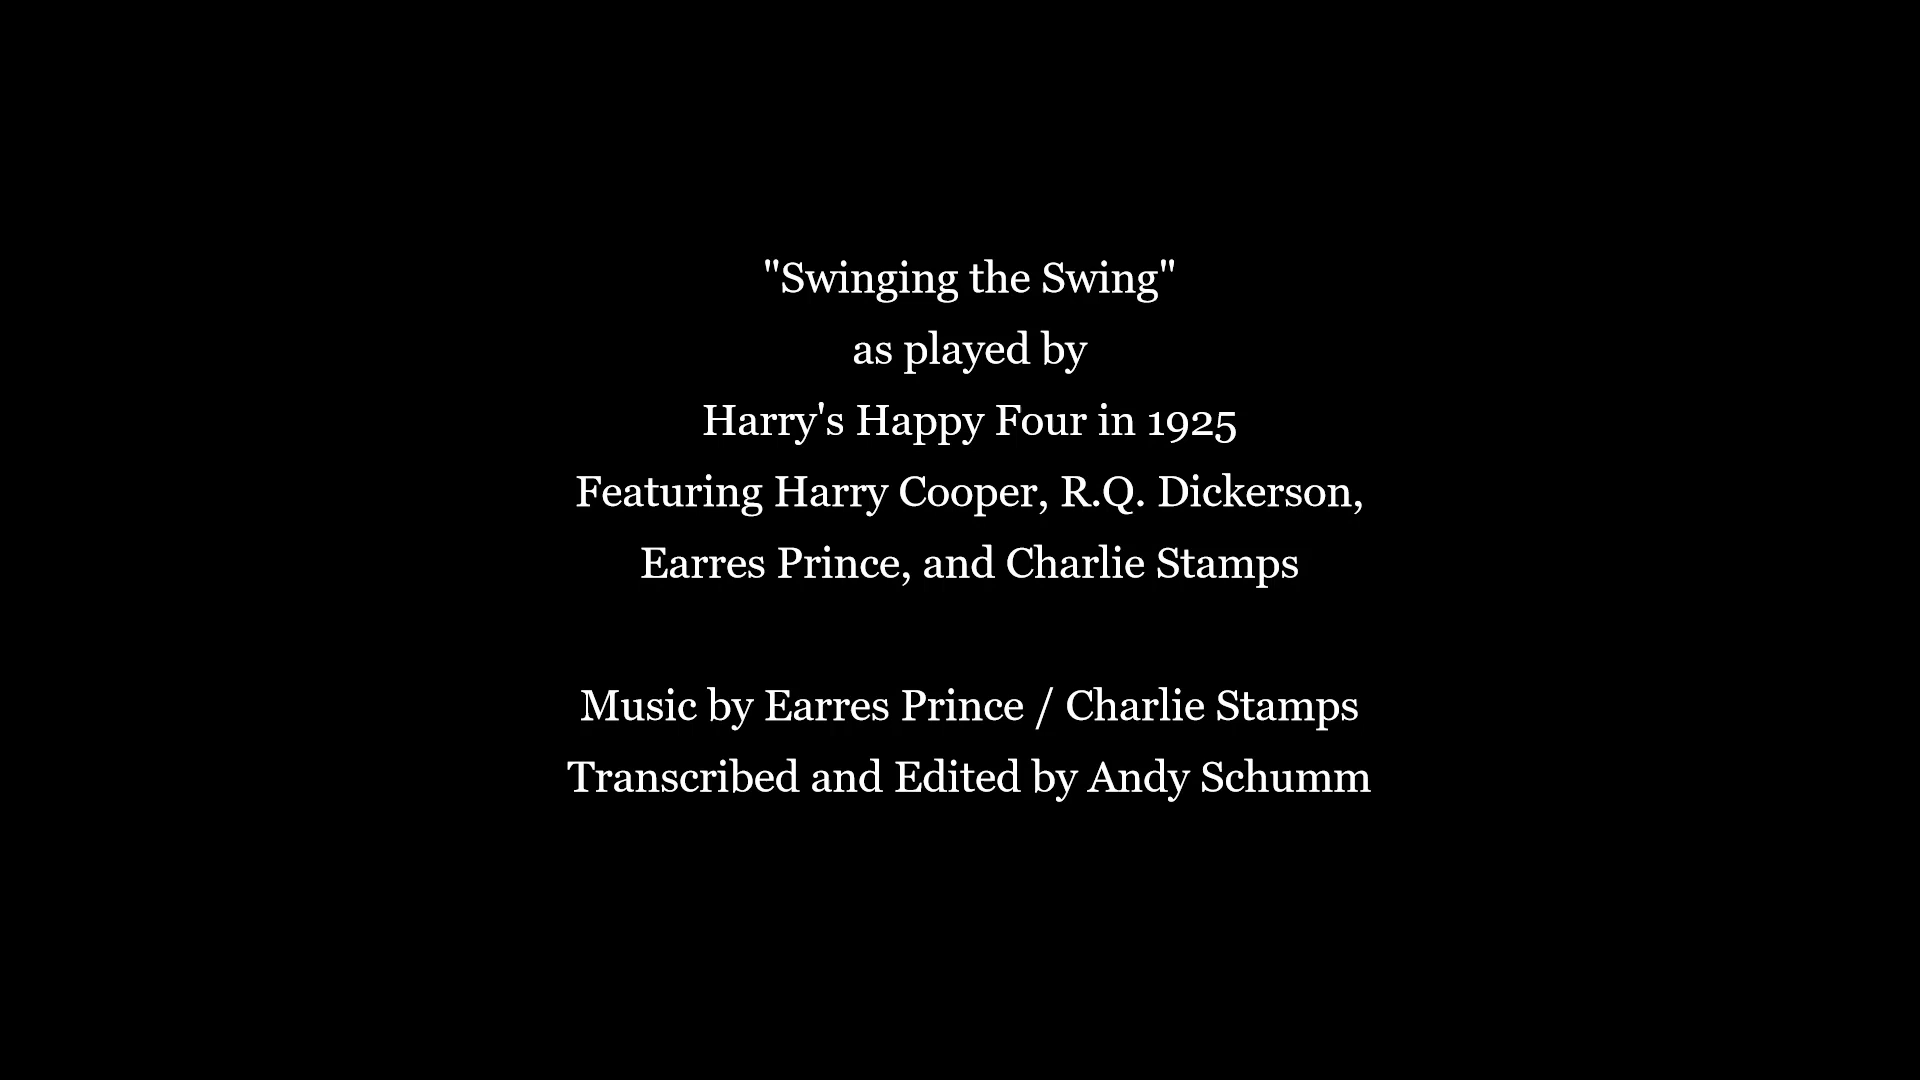 "Swinging the Swing"
as played by
Harry's Happy Four in 1925
Featuring Harry Cooper, R.Q. Dickerson,
Earres Prince, and Charlie Stamps
Music by Earres Prince / Charlie Stamps
Transcribed and Edited by Andy Schumm